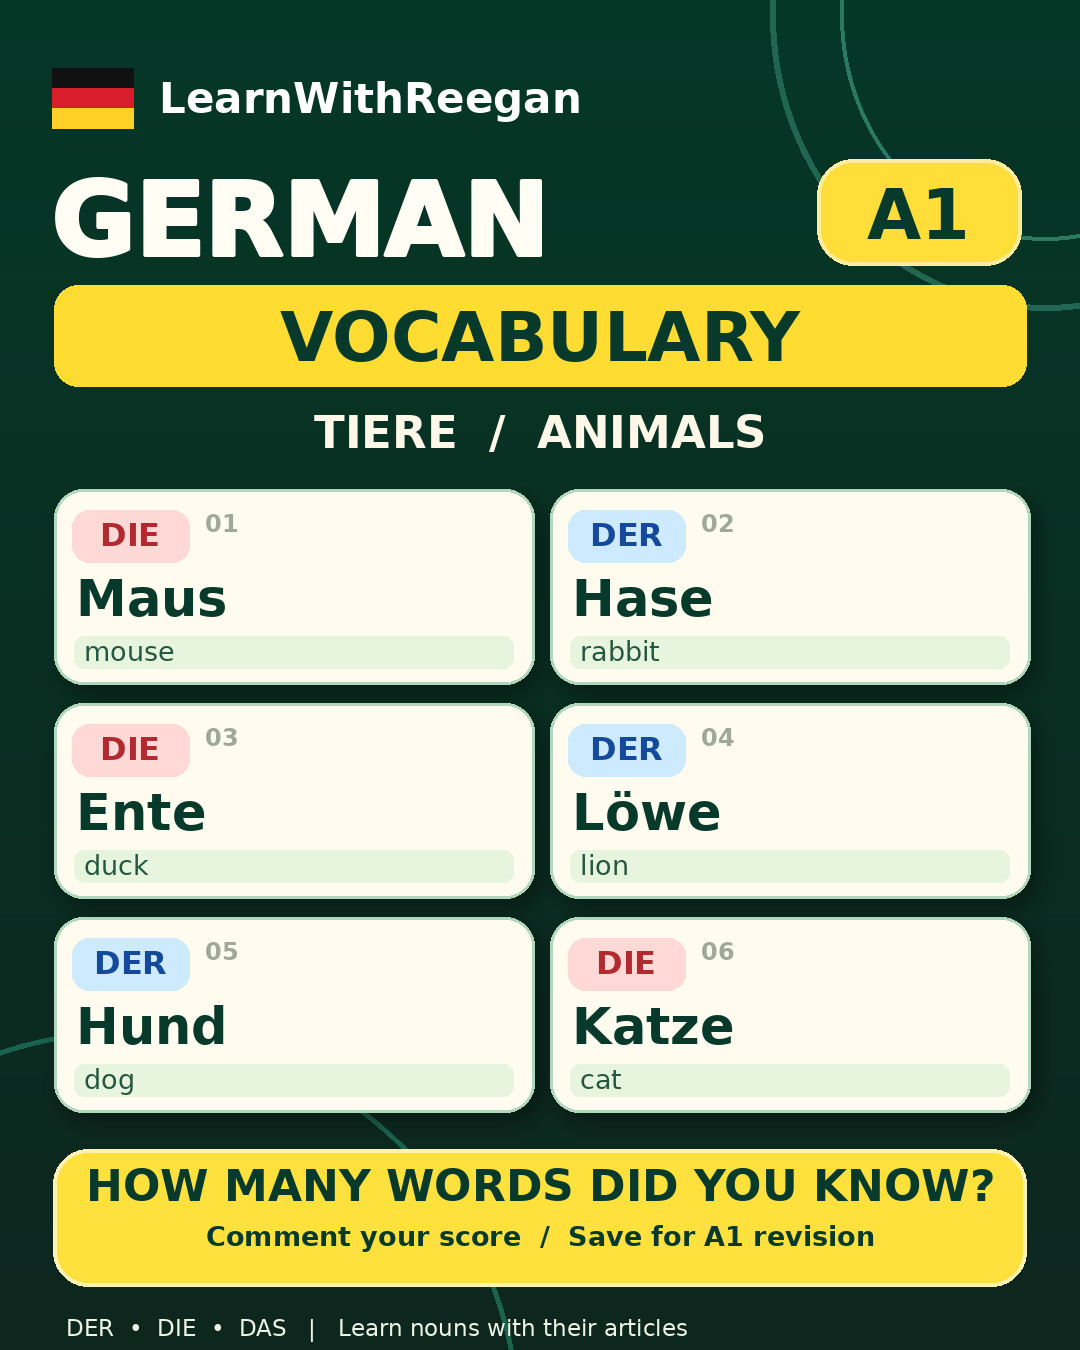 LearnWithReegan
GERMAN
A1
VOCABULARY
TIERE / ANIMALS
DIE 01
Maus
mouse
DER 02
Hase
rabbit
DIE 03
Ente
duck
DER 04
Löwe
lion
DER 05
Hund
dog
DIE 06
Katze
cat
HOW MANY WORDS DID YOU KNOW?
Comment your score / Save for A1 revision
DER • DIE • DAS | Learn nouns with their articles